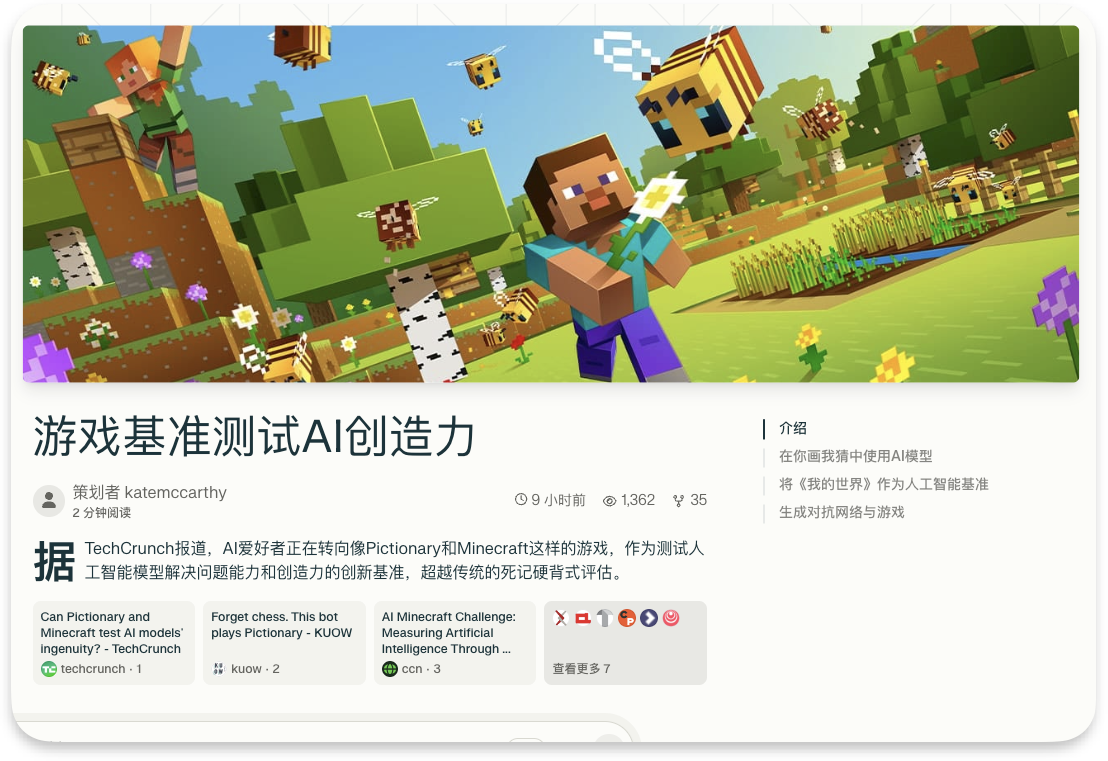 游戏基准测试AI创造力
策划者 katemccarthy
2 分钟阅读
9 小时前
1,362
35
据 TechCrunch报道，AI爱好者正在转向像Pictionary和Minecraft这样的游戏，作为测试人
工智能模型解决问题能力和创造力的创新基准，超越传统的死记硬背式评估。
Can Pictionary and
Minecraft test AI models'
ingenuity? - TechCrunch
techcrunch · 1
Forget chess. This bot
plays Pictionary - KUOW
kuow · 2
AI Minecraft Challenge:
Measuring Artificial
Intelligence Through ...
ccn · 3
查看更多 7
介绍
在你画我猜中使用AI模型
将《我的世界》作为人工智能基准
生成对抗网络与游戏